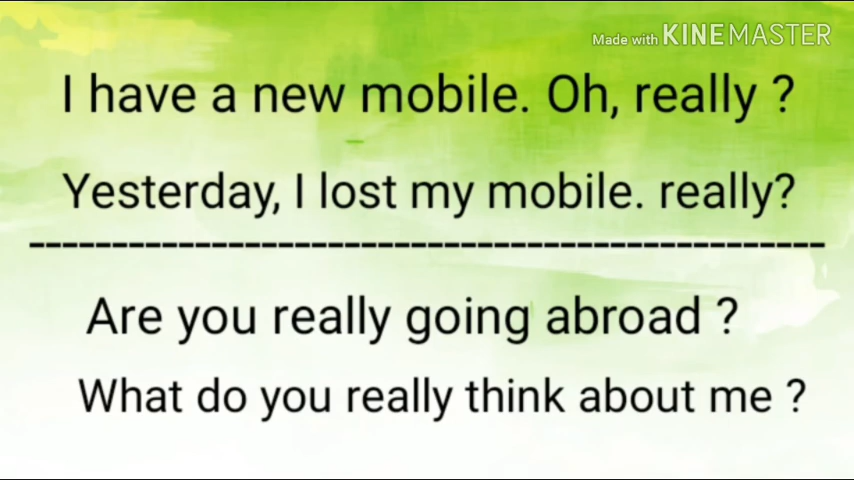 Made with KINEMASTER
I have a new mobile. Oh, really ?
Yesterday, I lost my mobile. really?
------------------------------------------------
Are you really going abroad ?
What do you really think about me ?